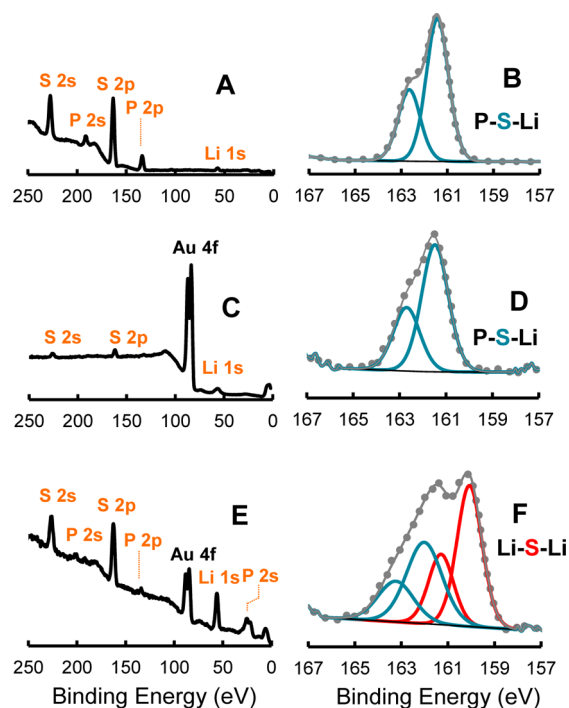 S 2s
S 2p
P 2s
P 2p
Li 1s
A
250 200 150 100 50 0
B
P-S-Li
167 165 163 161 159 157
Au 4f
C
S 2s
S 2p
Li 1s
250 200 150 100 50 0
D
P-S-Li
167 165 163 161 159 157
S 2s
S 2p
P 2s
P 2p
E
Au 4f
Li 1s
P 2s
250 200 150 100 50 0
Binding Energy (eV)
F
Li-S-Li
167 165 163 161 159 157
Binding Energy (eV)